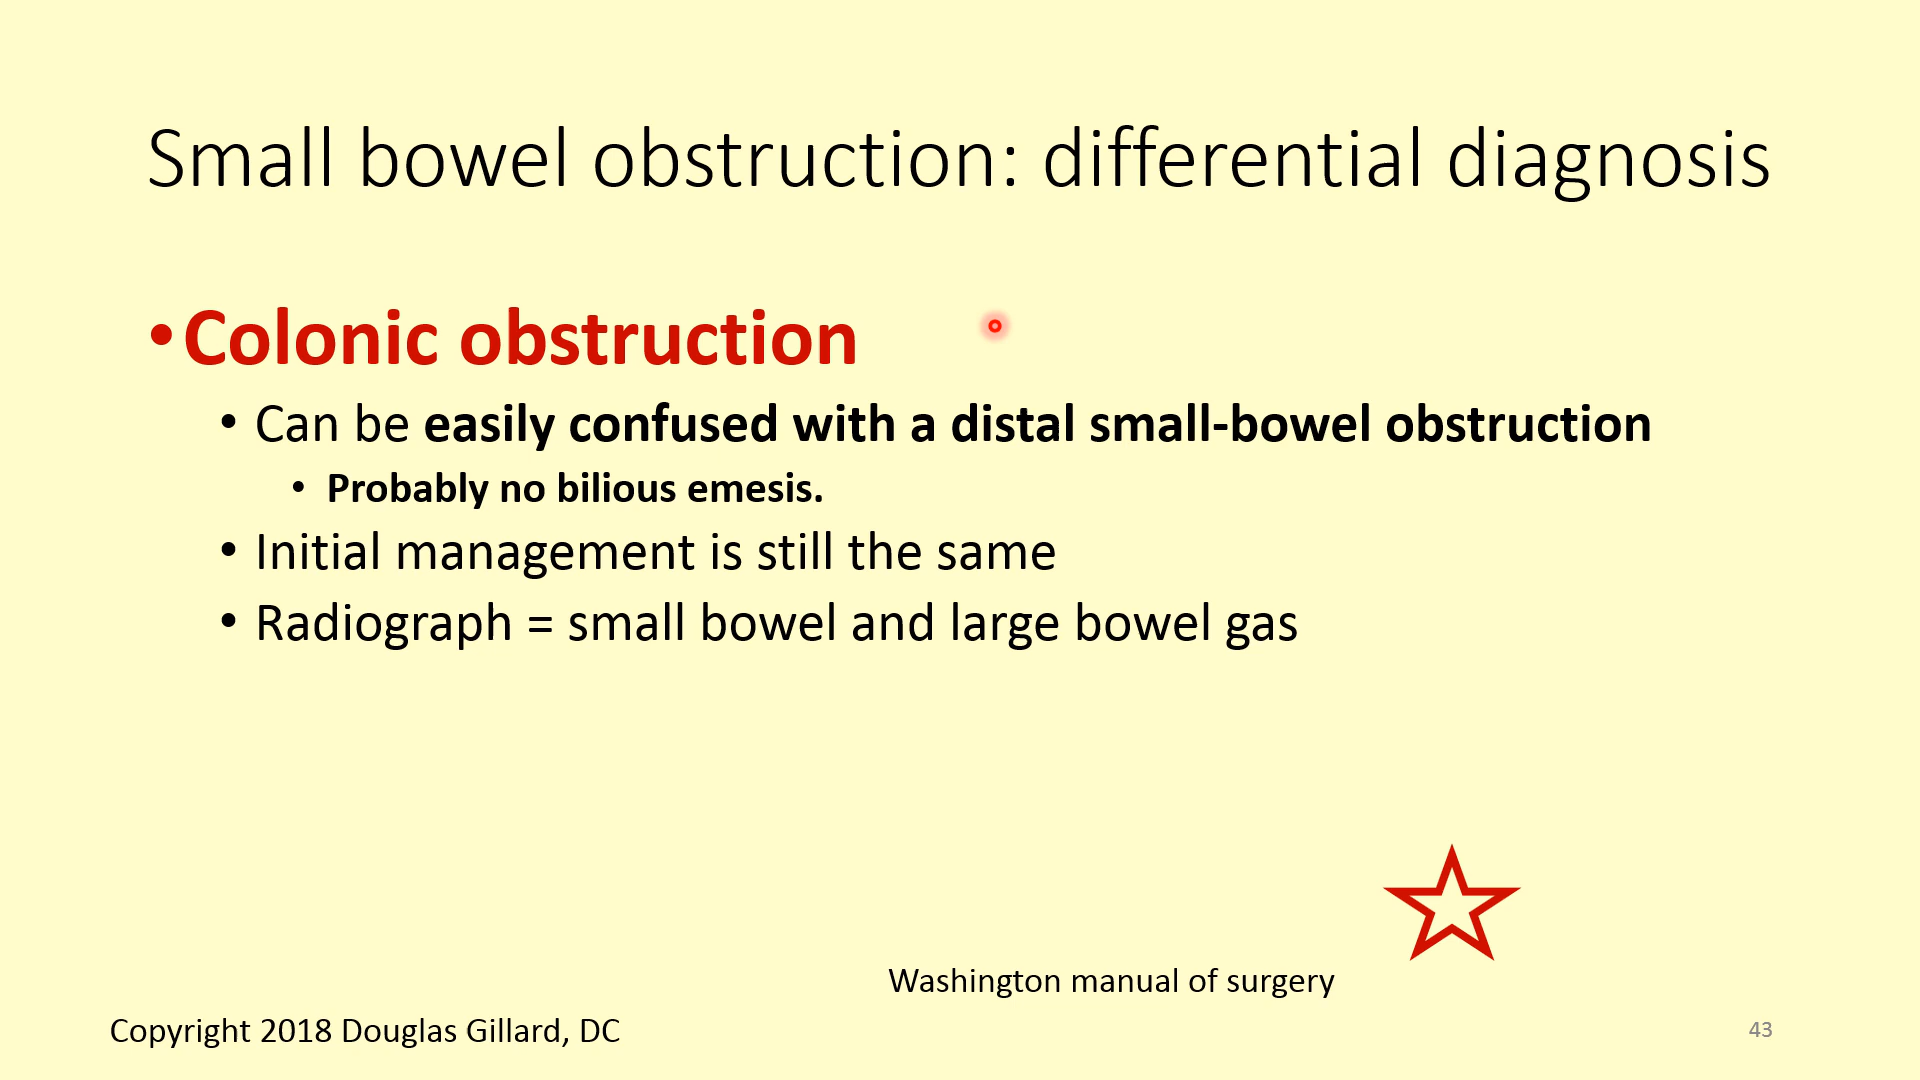 Small bowel obstruction: differential diagnosis
•Colonic obstruction
• Can be easily confused with a distal small-bowel obstruction
• Probably no bilious emesis.
• Initial management is still the same
• Radiograph = small bowel and large bowel gas
Washington manual of surgery
Copyright 2018 Douglas Gillard, DC
43